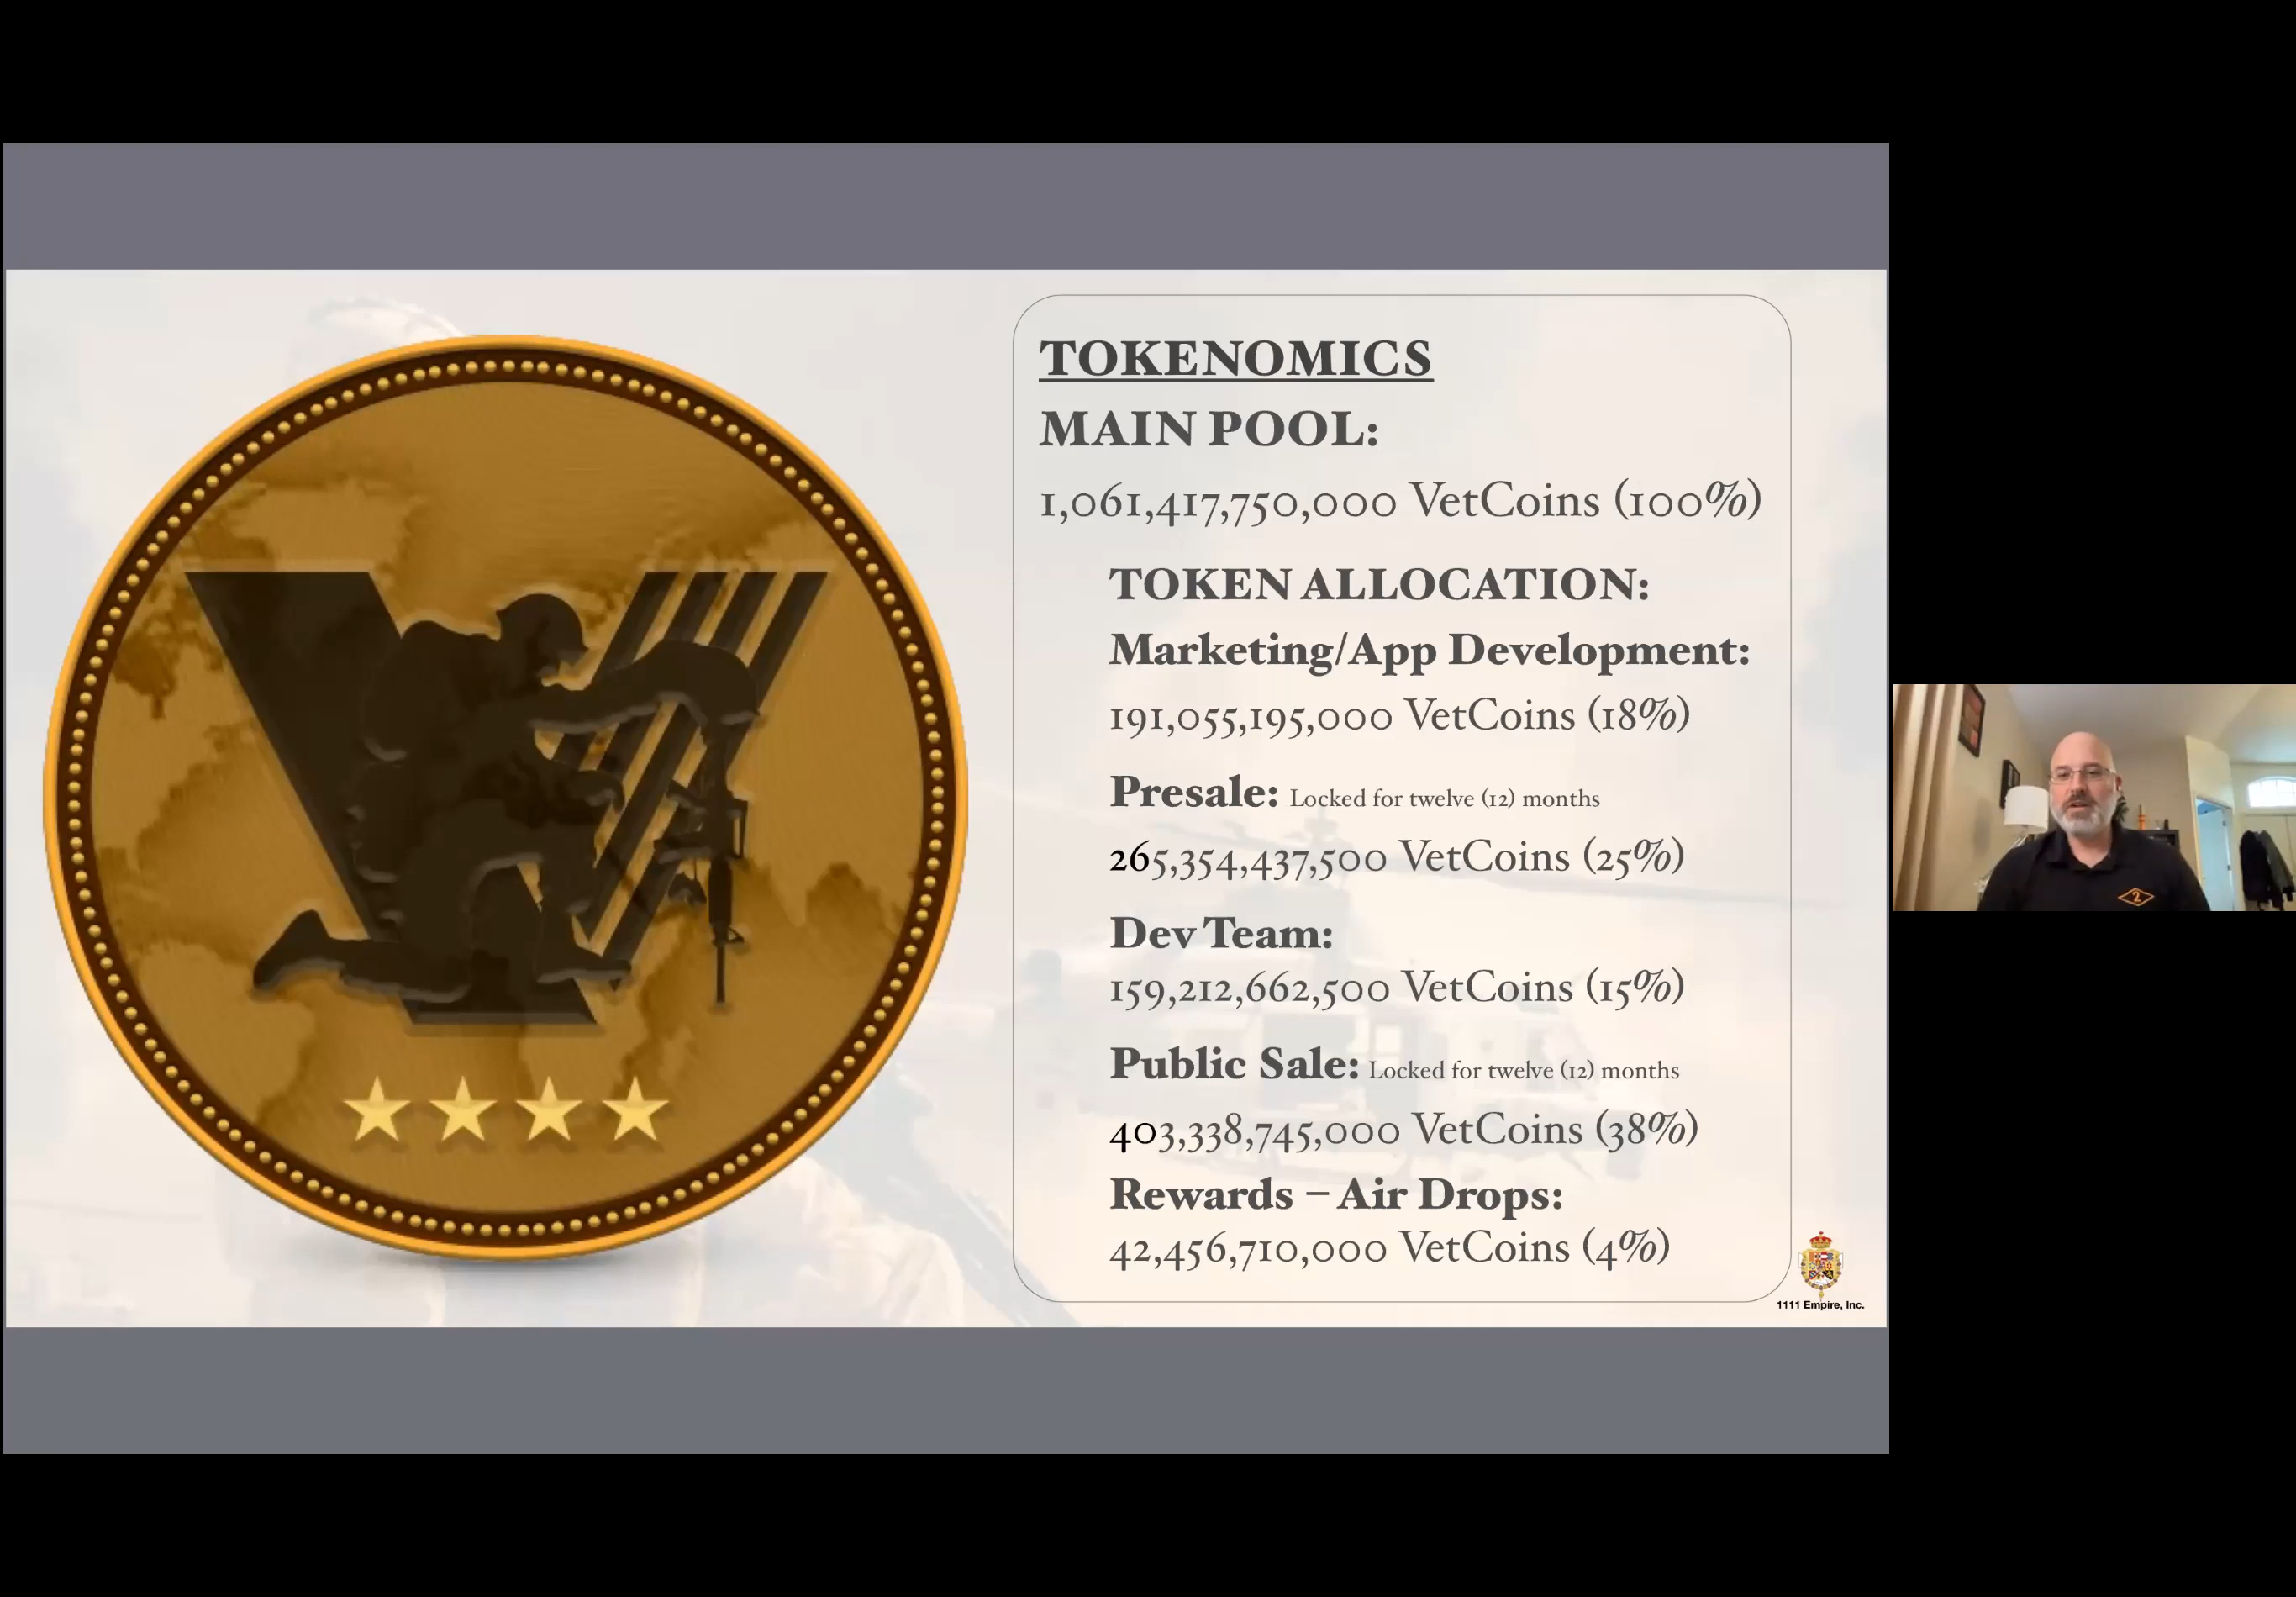 TOKENOMICS
MAIN POOL:
1,061,417,750,000 VetCoins (100%)
TOKEN ALLOCATION:
Marketing/App Development:
191,055,195,000 VetCoins (18%)
Presale: Locked for twelve (12) months
265,354,437,500 VetCoins (25%)
Dev Team:
159,212,662,500 VetCoins (15%)
Public Sale: Locked for twelve (12) months
403,338,745,000 VetCoins (38%)
Rewards – Air Drops:
42,456,710,000 VetCoins (4%)
1111 Empire, Inc.
2